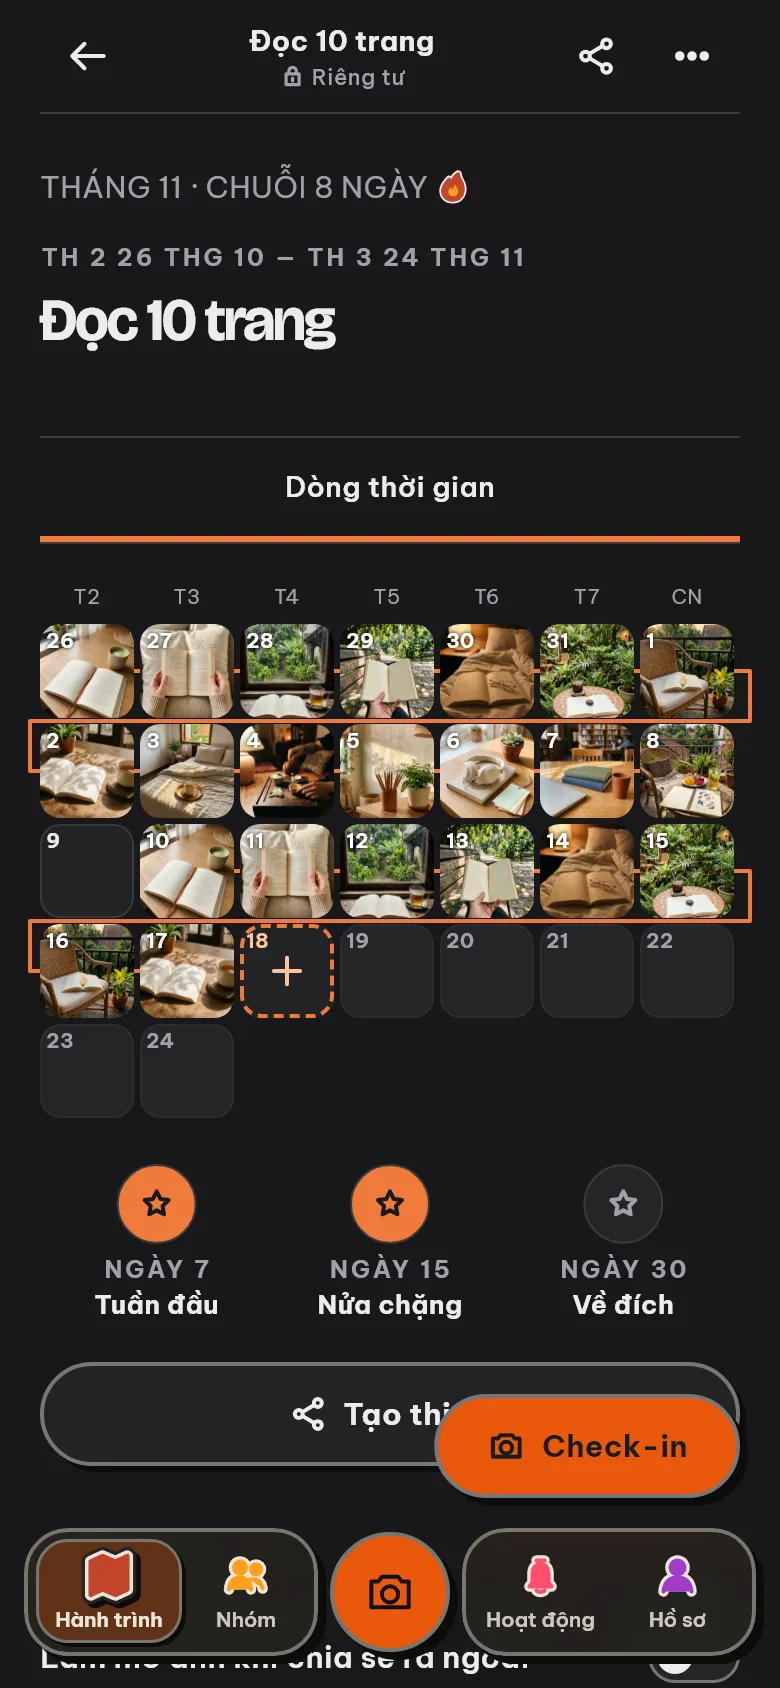 Đọc 10 trang
Riêng tư
THÁNG 11 · CHUỖI 8 NGÀY
TH 2 26 THG 10 – TH 3 24 THG 11
Đọc 10 trang
Dòng thời gian
T2 T3 T4 T5 T6 T7 CN
26 27 28 29 30 31 1
2 3 4 5 6 7 8
9 10 11 12 13 14 15
16 17 18 19 20 21 22
23 24
NGÀY 7 NGÀY 15 NGÀY 30
Tuần đầu Nửa chặng Về đích
Tạo
Check-in
Hành trình Nhóm Hoạt động Hồ sơ